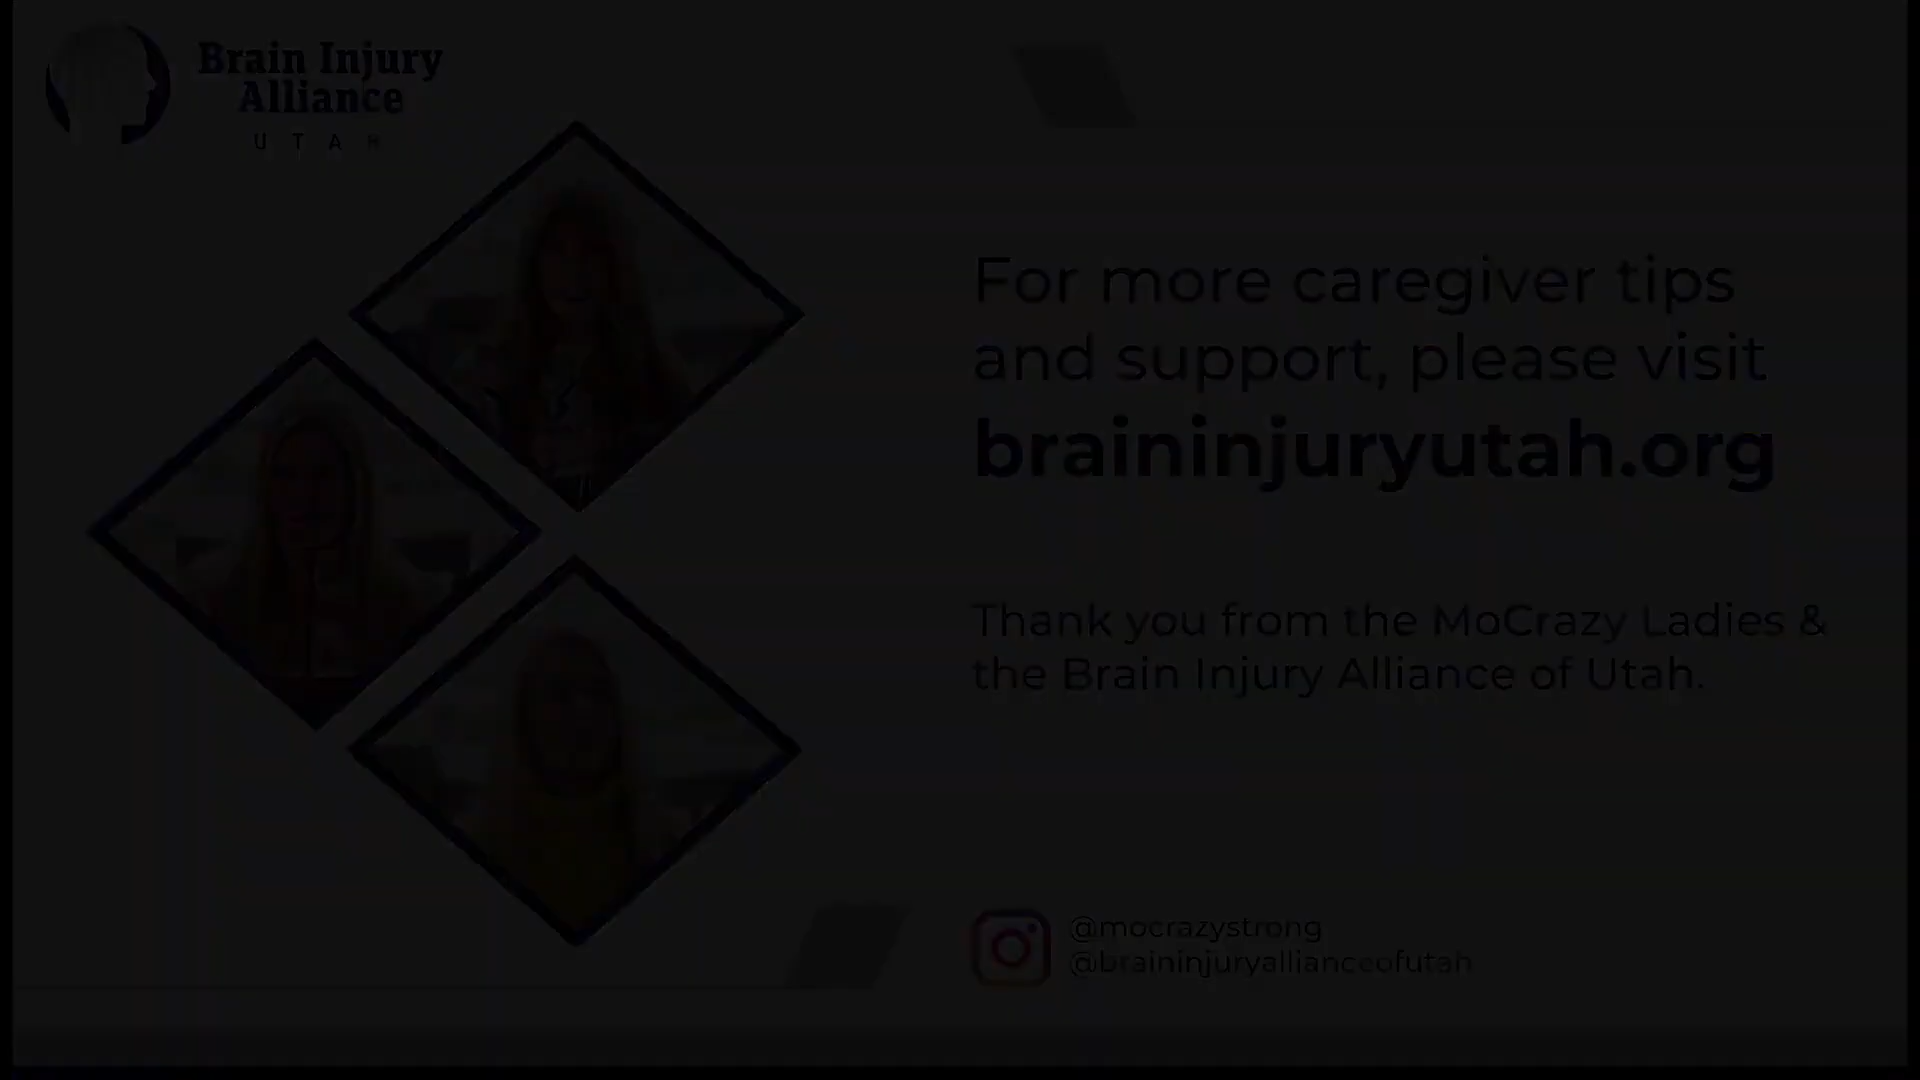 Brain Injury
Alliance
UTAH
For more caregiver tips
and support, please visit
braininjuryutah.org
Thank you from the MoCrazy Ladies &
the Brain Injury Alliance of Utah.
@mocrazystrong
@braininjuryallianceofutah